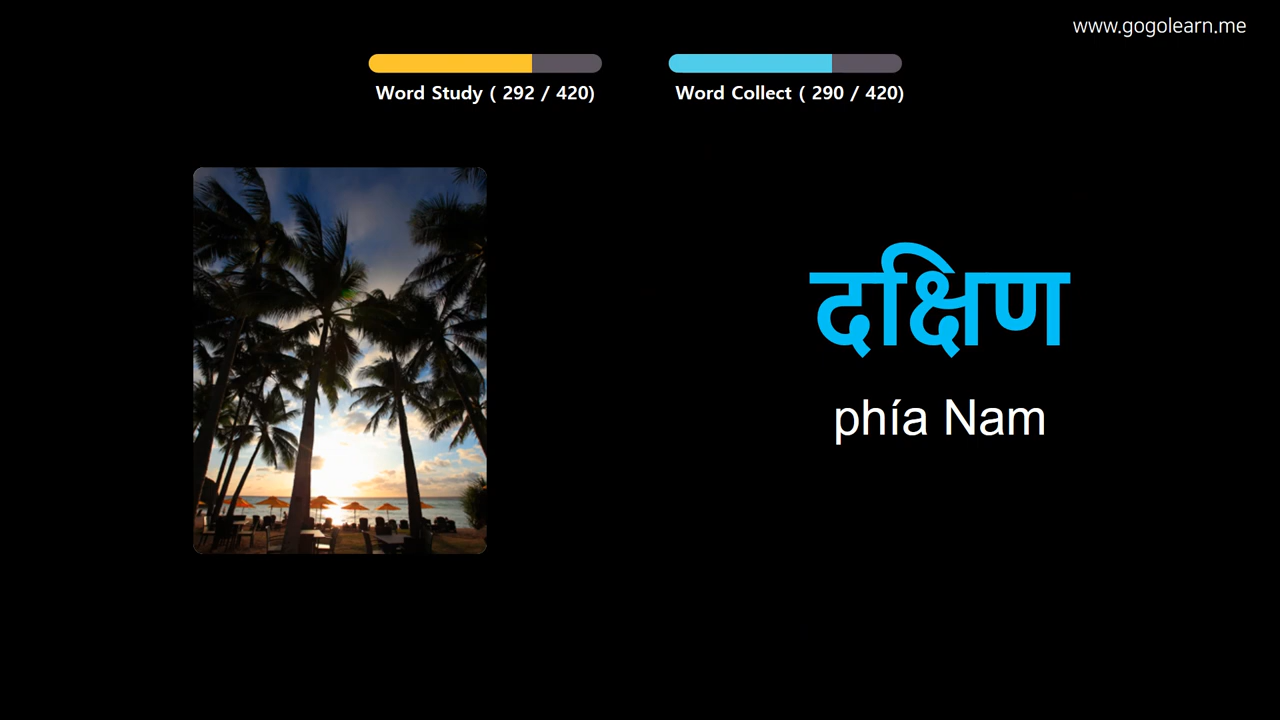 www.gogolearn.me
Word Study ( 292 / 420)
Word Collect ( 290 / 420)
दक्षिण
phía Nam